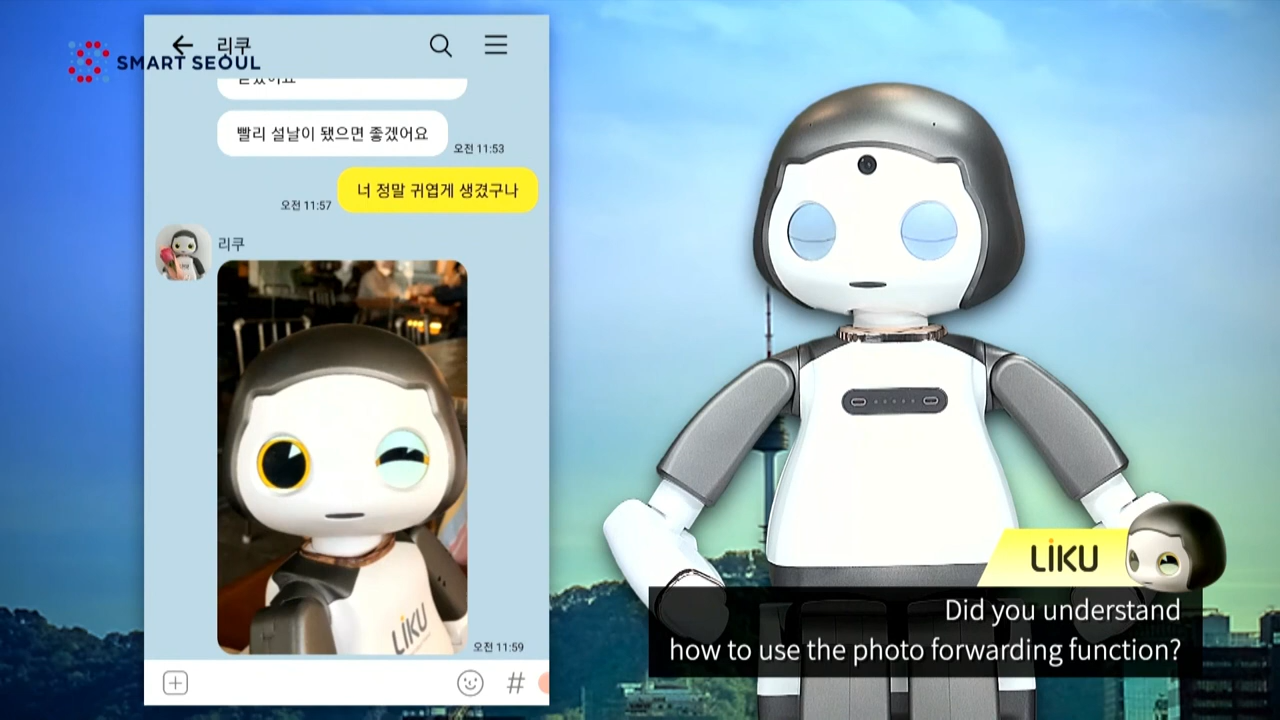 SMART SEOUL
리쿠
빨리 설날이 됐으면 좋겠어요
오전 11:53
너 정말 귀엽게 생겼구나
오전 11:57
리쿠
LiKU
오전 11:59
#
LiKU
Did you understand
how to use the photo forwarding function?